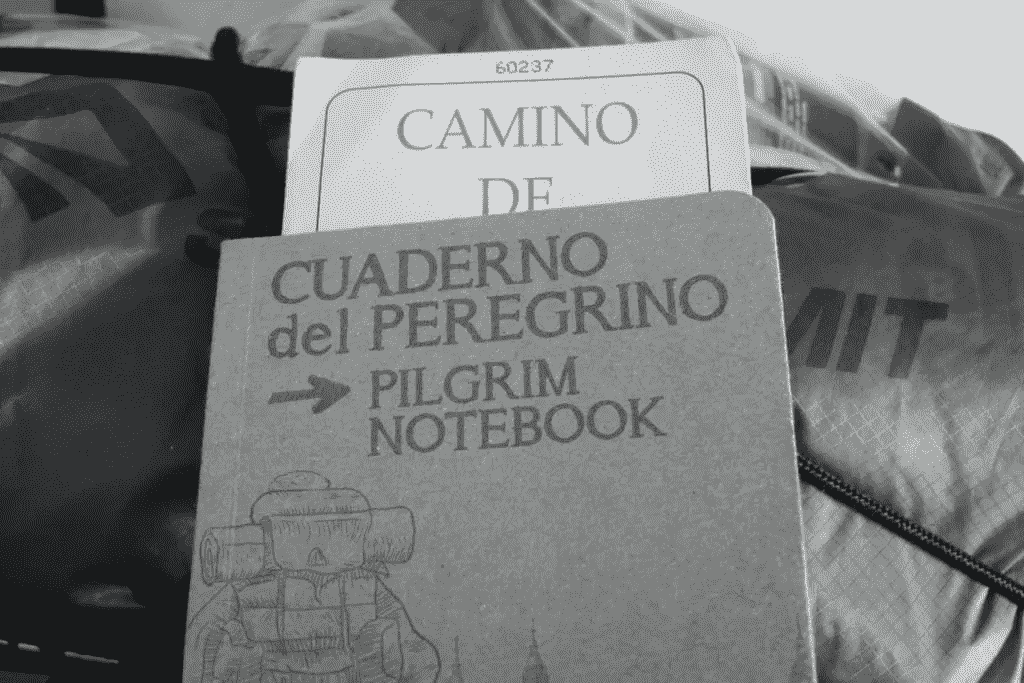 60237
CAMINO
DE
CUADERNO
del PEREGRINO
PILGRIM
NOTEBOOK
MIT